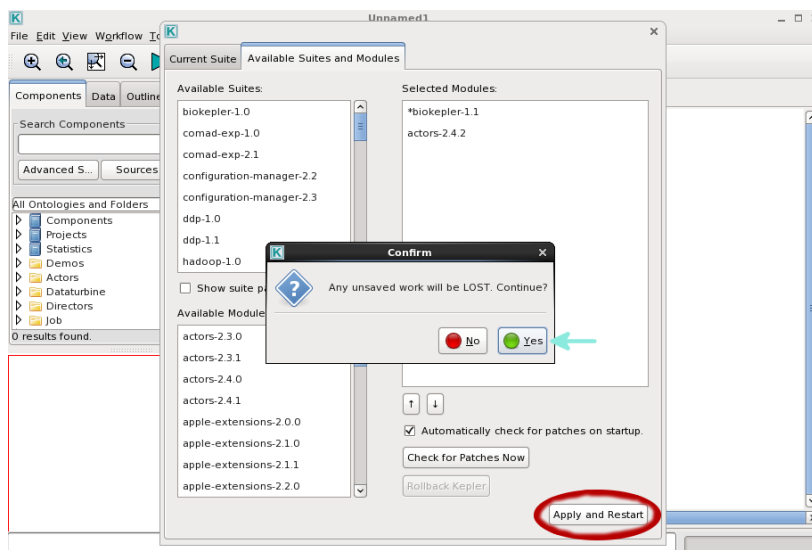 Unnamed1
File Edit View Workflow
Components Data Outline
Search Components
Advanced S... Sources
All Ontologies and Folders
Components
Projects
Statistics
Demos
Actors
Dataturbine
Directors
Job
0 results found.
Current Suite Available Suites and Modules
Available Suites:
biokepler-1.0
comad-exp-1.0
comad-exp-2.1
configuration-manager-2.2
configuration-manager-2.3
ddp-1.0
ddp-1.1
hadoop-1.0
Show suite
Available Module
actors-2.3.0
actors-2.3.1
actors-2.4.0
actors-2.4.1
apple-extensions-2.0.0
apple-extensions-2.1.0
apple-extensions-2.1.1
apple-extensions-2.2.0
Selected Modules:
*biokepler-1.1
actors-2.4.2
↑ ↓
Automatically check for patches on startup.
Check for Patches Now
Rollback Kepler
Apply and Restart
Confirm
Any unsaved work will be LOST. Continue?
No Yes